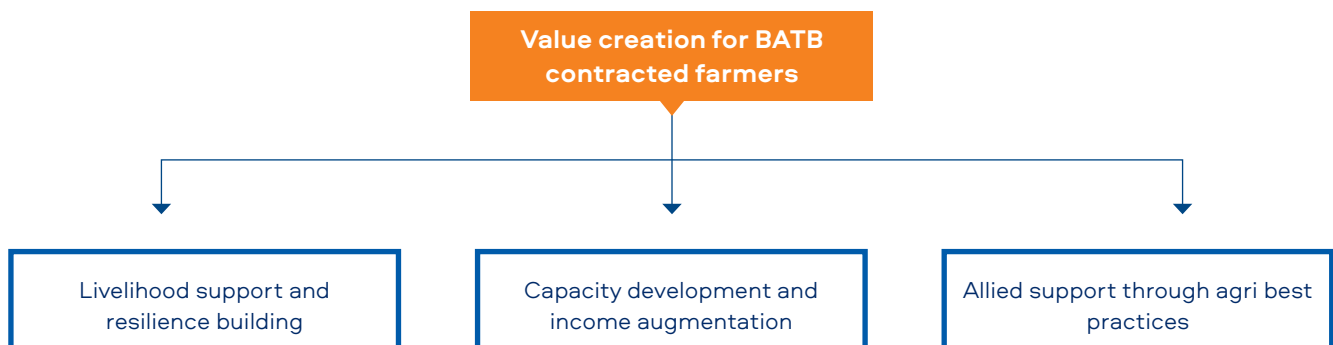 Value creation for BATB
contracted farmers
Livelihood support and
resilience building
Capacity development and
income augmentation
Allied support through agri best
practices